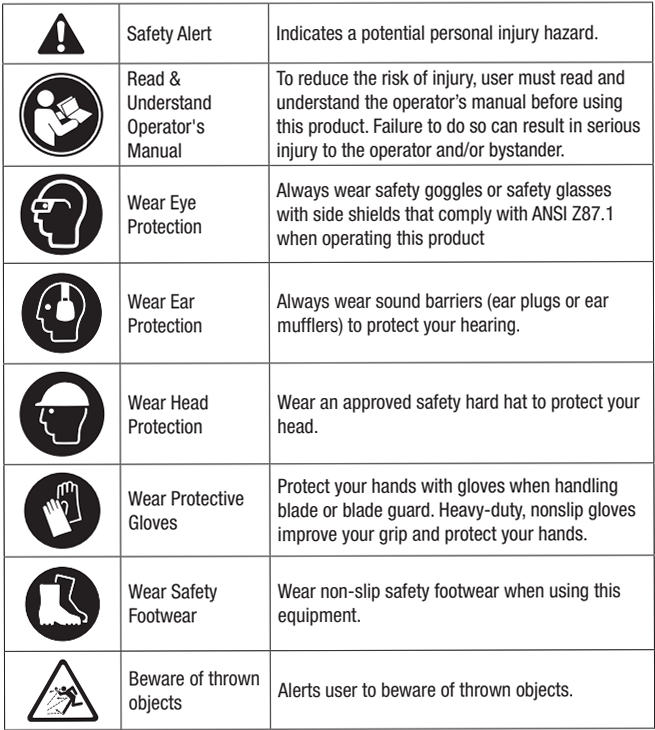 Safety Alert
Indicates a potential personal injury hazard.
Read &
Understand
Operator's
Manual
To reduce the risk of injury, user must read and
understand the operator’s manual before using
this product. Failure to do so can result in serious
injury to the operator and/or bystander.
Wear Eye
Protection
Always wear safety goggles or safety glasses
with side shields that comply with ANSI Z87.1
when operating this product
Wear Ear
Protection
Always wear sound barriers (ear plugs or ear
mufflers) to protect your hearing.
Wear Head
Protection
Wear an approved safety hard hat to protect your
head.
Wear Protective
Gloves
Protect your hands with gloves when handling
blade or blade guard. Heavy-duty, nonslip gloves
improve your grip and protect your hands.
Wear Safety
Footwear
Wear non-slip safety footwear when using this
equipment.
Beware of thrown
objects
Alerts user to beware of thrown objects.